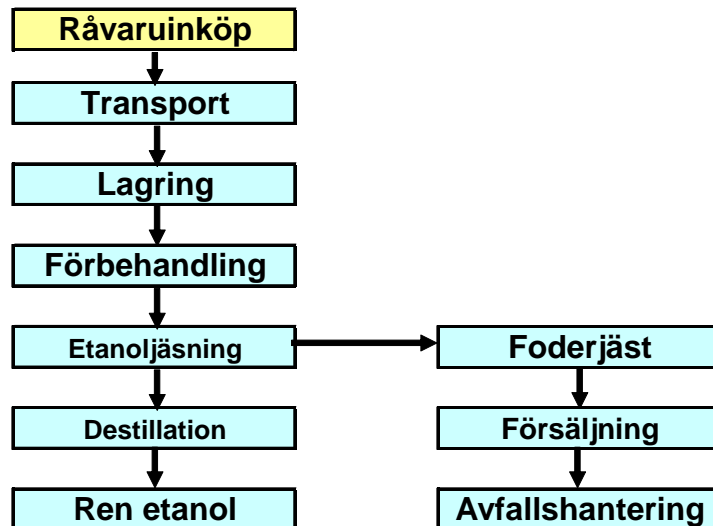 Råvaruinköp
Transport
Lagring
Förbehandling
Etanoljäsning
Foderjäst
Destillation
Försäljning
Ren etanol
Avfallshantering